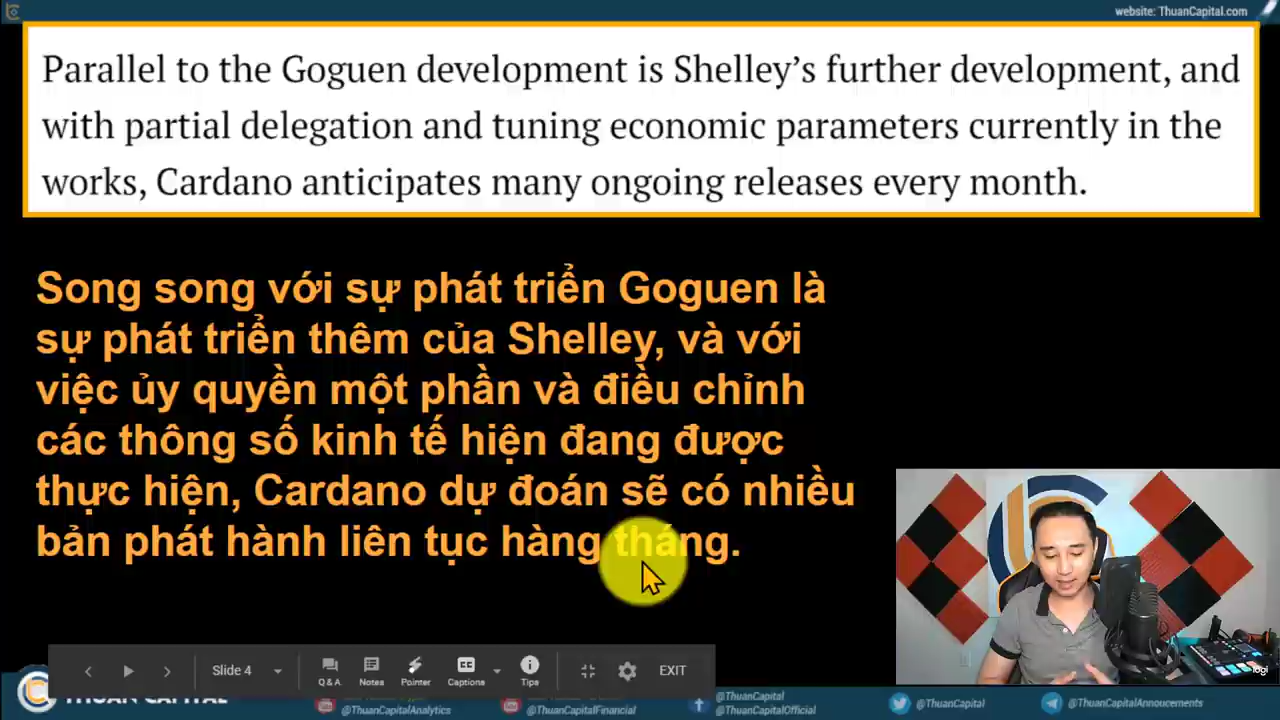 website: ThuanCapital.com
Parallel to the Goguen development is Shelley’s further development, and
with partial delegation and tuning economic parameters currently in the
works, Cardano anticipates many ongoing releases every month.
Song song với sự phát triển Goguen là
sự phát triển thêm của Shelley, và với
việc ủy quyền một phần và điều chỉnh
các thông số kinh tế hiện đang được
thực hiện, Cardano dự đoán sẽ có nhiều
bản phát hành liên tục hàng tháng.
logi
Slide 4
Q&A Notes Pointer Captions Tips
EXIT
THUAN CAPITAL
@ThuanCapitalAnalytics
@ThuanCapitalFinancial
@ThuanCapital
@ThuanCapitalOfficial
@ThuanCapital
@ThuanCapitalAnnoucements